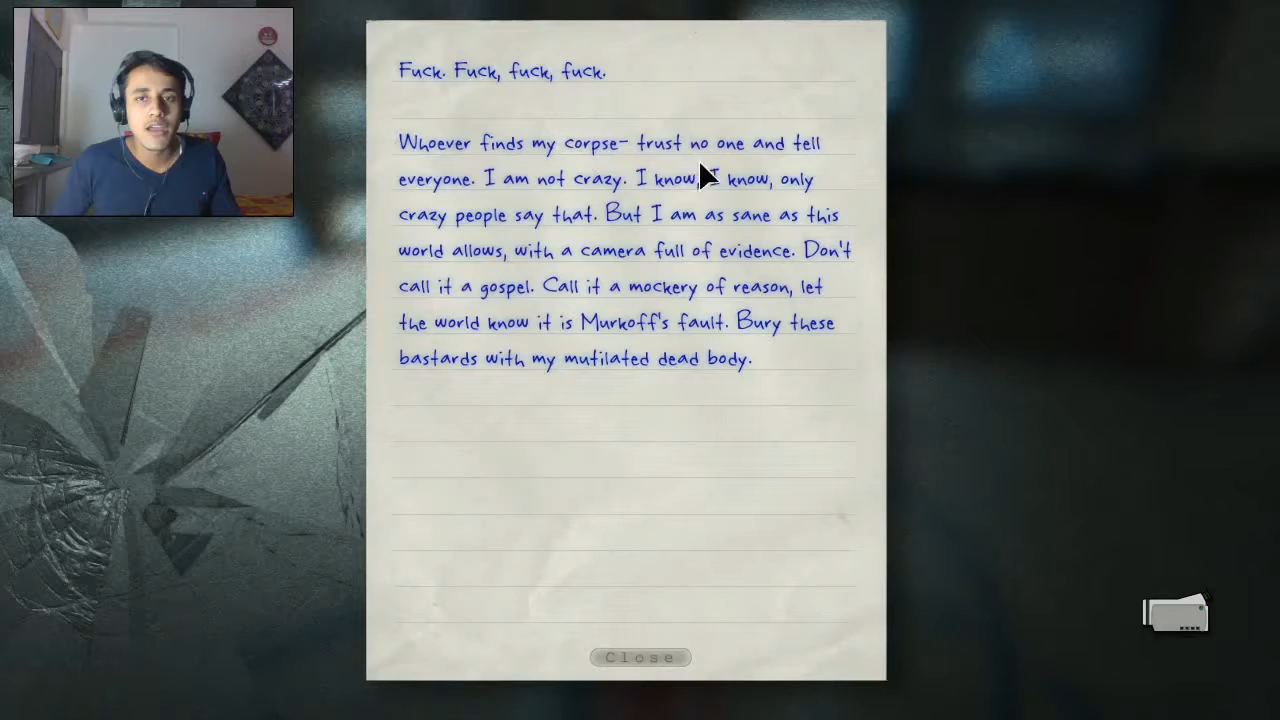 Fuck. Fuck, fuck, fuck.
Whoever finds my corpse- trust no one and tell
everyone. I am not crazy. I know, I know, only
crazy people say that. But I am as sane as this
world allows, with a camera full of evidence. Don't
call it a gospel. Call it a mockery of reason, let
the world know it is Murkoff's fault. Bury these
bastards with my mutilated dead body.
Close